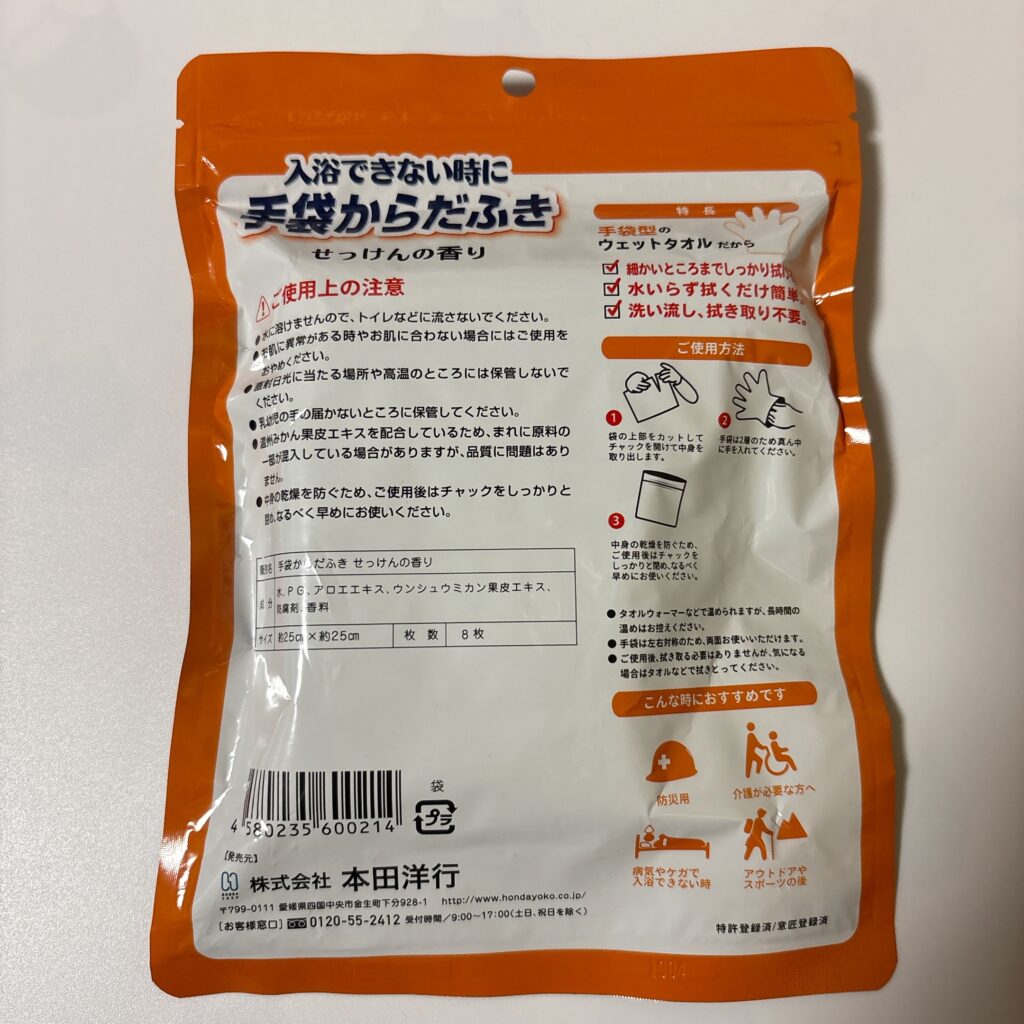 入浴できない時に
手袋からだふき
せっけんの香り
ご使用上の注意
●水に溶けませんので、トイレなどに流さないでください。
●お肌に異常がある時やお肌に合わない場合にはご使用を
おやめください。
●直射日光に当たる場所や高温のところには保管しないで
ください。
●乳幼児の手の届かないところに保管してください。
●温州みかん果皮エキスを配合しているため、まれに原料の
一部が混入している場合がありますが、品質に問題はあり
ません。
●中身の乾燥を防ぐため、ご使用後はチャックをしっかりと
閉め、なるべく早めにお使いください。
販売名 手袋からだふき せっけんの香り
成分 水、PG、アロエエキス、ウンシュウミカン果皮エキス、
防腐剤、香料
サイズ 約25cm×約25cm 枚数 8枚
4580235600214
袋
プラ
[発売元]
株式会社 本田洋行
〒799-0111 愛媛県四国中央市金生町下分928-1 http://www.hondayoko.co.jp/
[お客様窓口] 0120-55-2412 受付時間/9:00~17:00(土日、祝日を除く)
特長
手袋型の
ウェットタオルだから
細かいところまでしっかり拭け
水いらず拭くだけ簡単。
洗い流し、拭き取り不要。
ご使用方法
1
袋の上部をカットして
チャックを開けて中身を
取り出します。
2
手袋は2層のため真ん中
に手を入れてください。
3
中身の乾燥を防ぐため、
ご使用後はチャックを
しっかりと閉め、なるべく
早めにお使いください。
●タオルウォーマーなどで温められますが、長時間の
温めはお控えください。
●手袋は左右対称のため、両面お使いいただけます。
●ご使用後、拭き取る必要はありませんが、気になる
場合はタオルなどで拭きとってください。
こんな時におすすめです
防災用
介護が必要な方へ
病気やケガで
入浴できない時
アウトドアや
スポーツの後
特許登録済/意匠登録済